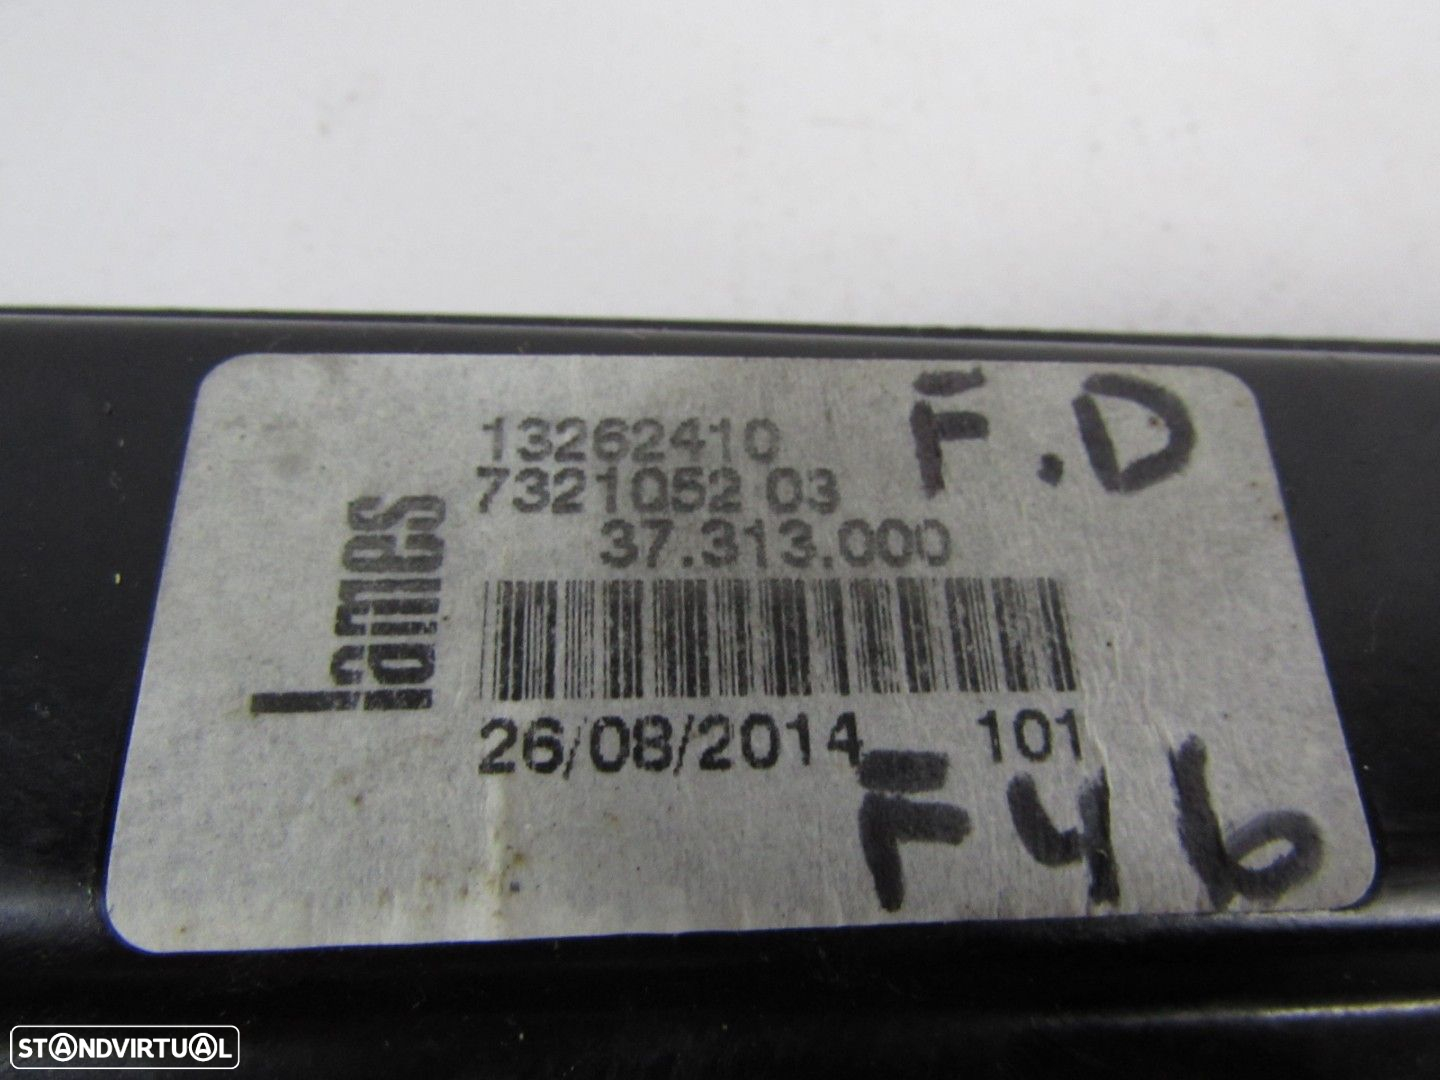 13262410
7321052 03
37.313.000
F.D
Lames
26/08/2014 101
F46
STANDVIRTUAL